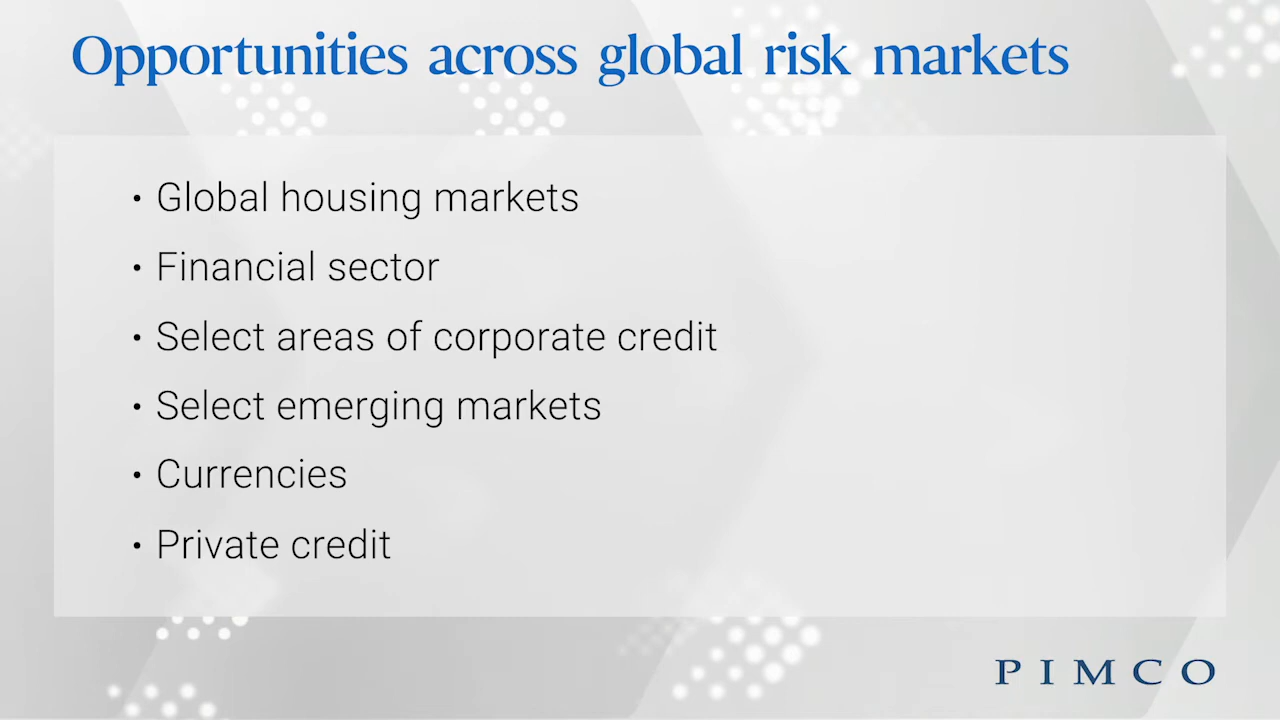 Opportunities across global risk markets
• Global housing markets
• Financial sector
• Select areas of corporate credit
• Select emerging markets
• Currencies
• Private credit
PIMCO